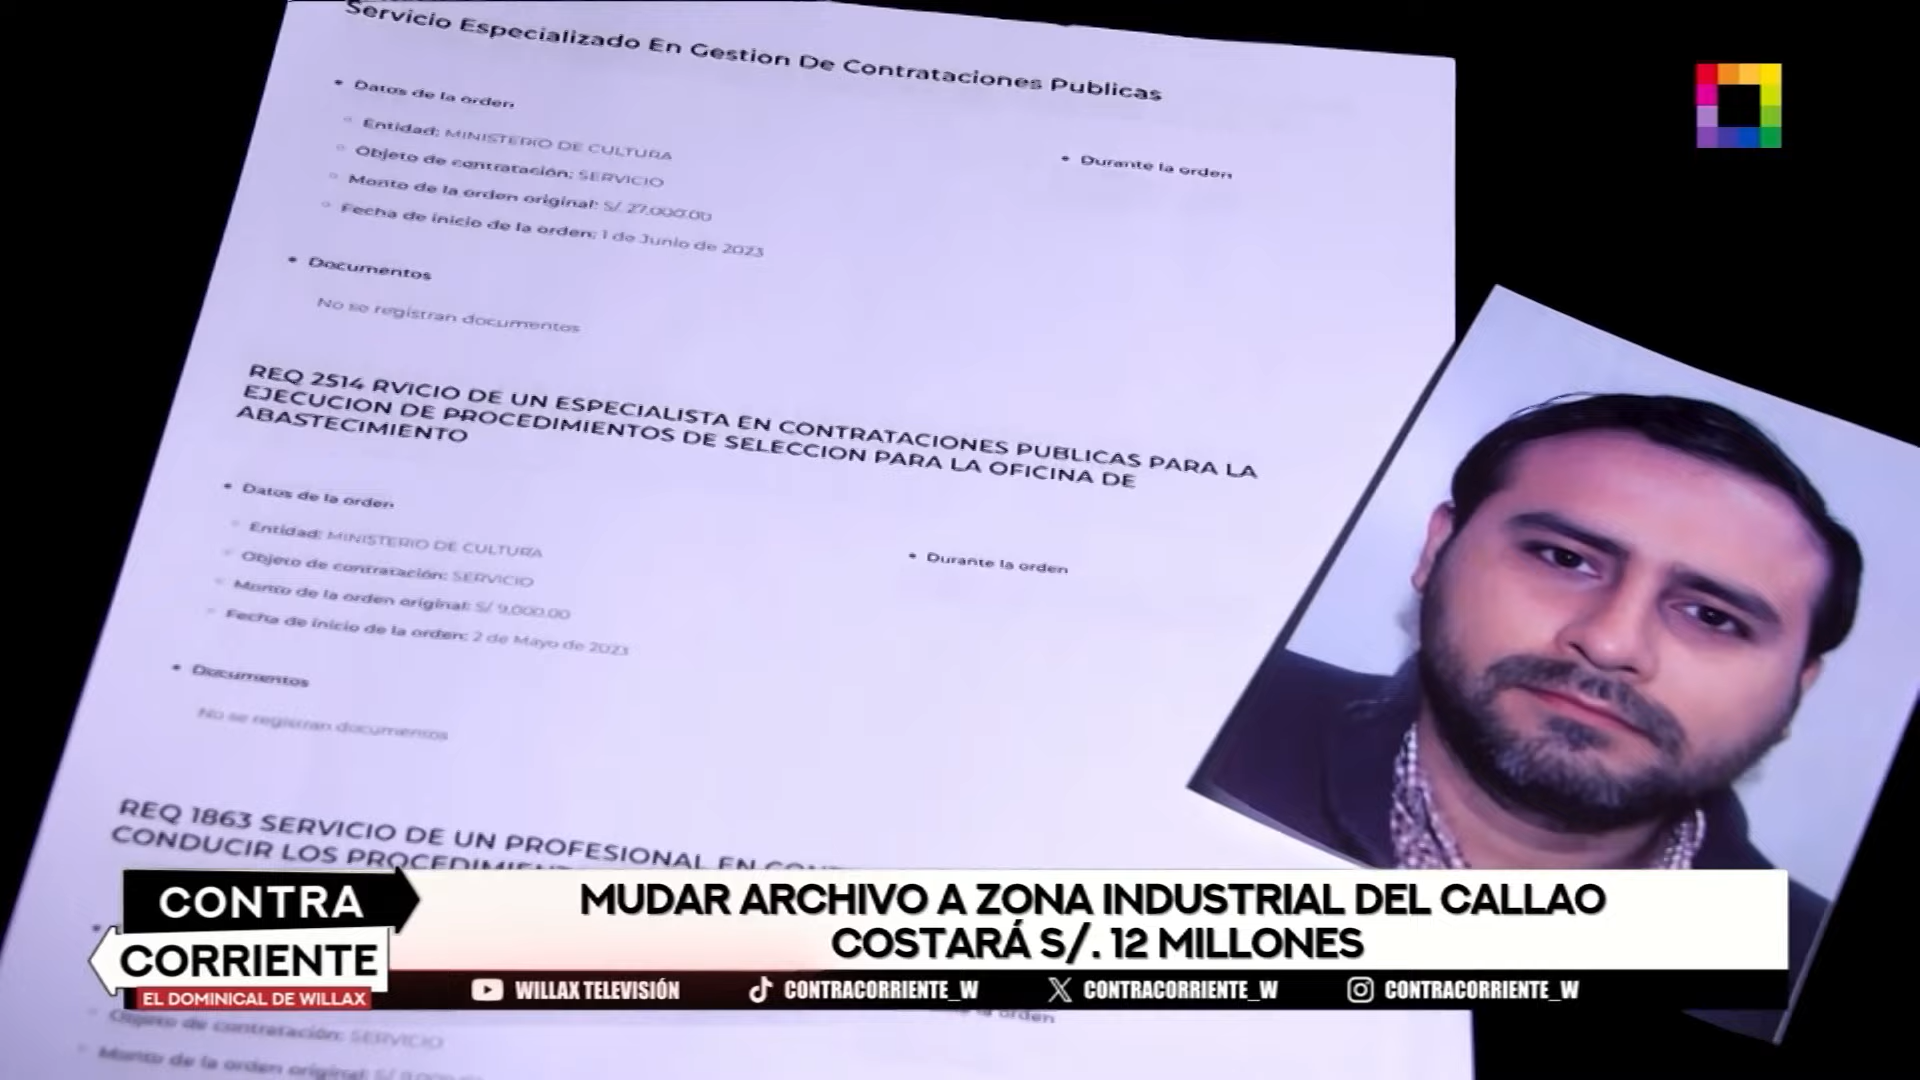 Servicio Especializado En Gestion De Contrataciones Publicas
Datos de la orden
Entidad: MINISTERIO DE CULTURA
Objeto de contratación: SERVICIO
Monto de la orden original: S/. 27,000.00
Fecha de inicio de la orden: 1 de Junio de 2023
Durante la orden
Documentos
No se registran documentos
REQ 2514 RVICIO DE UN ESPECIALISTA EN CONTRATACIONES PUBLICAS PARA LA
EJECUCION DE PROCEDIMIENTOS DE SELECCION PARA LA OFICINA DE
ABASTECIMIENTO
Datos de la orden
Entidad: MINISTERIO DE CULTURA
Objeto de contratación: SERVICIO
Monto de la orden original: S/ 9,000.00
Fecha de inicio de la orden: 2 de Mayo de 2023
Durante la orden
Documentos
No se registran documentos
REQ 1863 SERVICIO DE UN PROFESIONAL EN
CONDUCIR LOS
CONTRA
CORRIENTE
EL DOMINICAL DE WILLAX
MUDAR ARCHIVO A ZONA INDUSTRIAL DEL CALLAO
COSTARÁ S/. 12 MILLONES
WILLAX TELEVISIÓN
CONTRACORRIENTE_W
CONTRACORRIENTE_W
CONTRACORRIENTE_W
orden
Objeto de contratación: SERVICIO
Monto de la orden original: S/